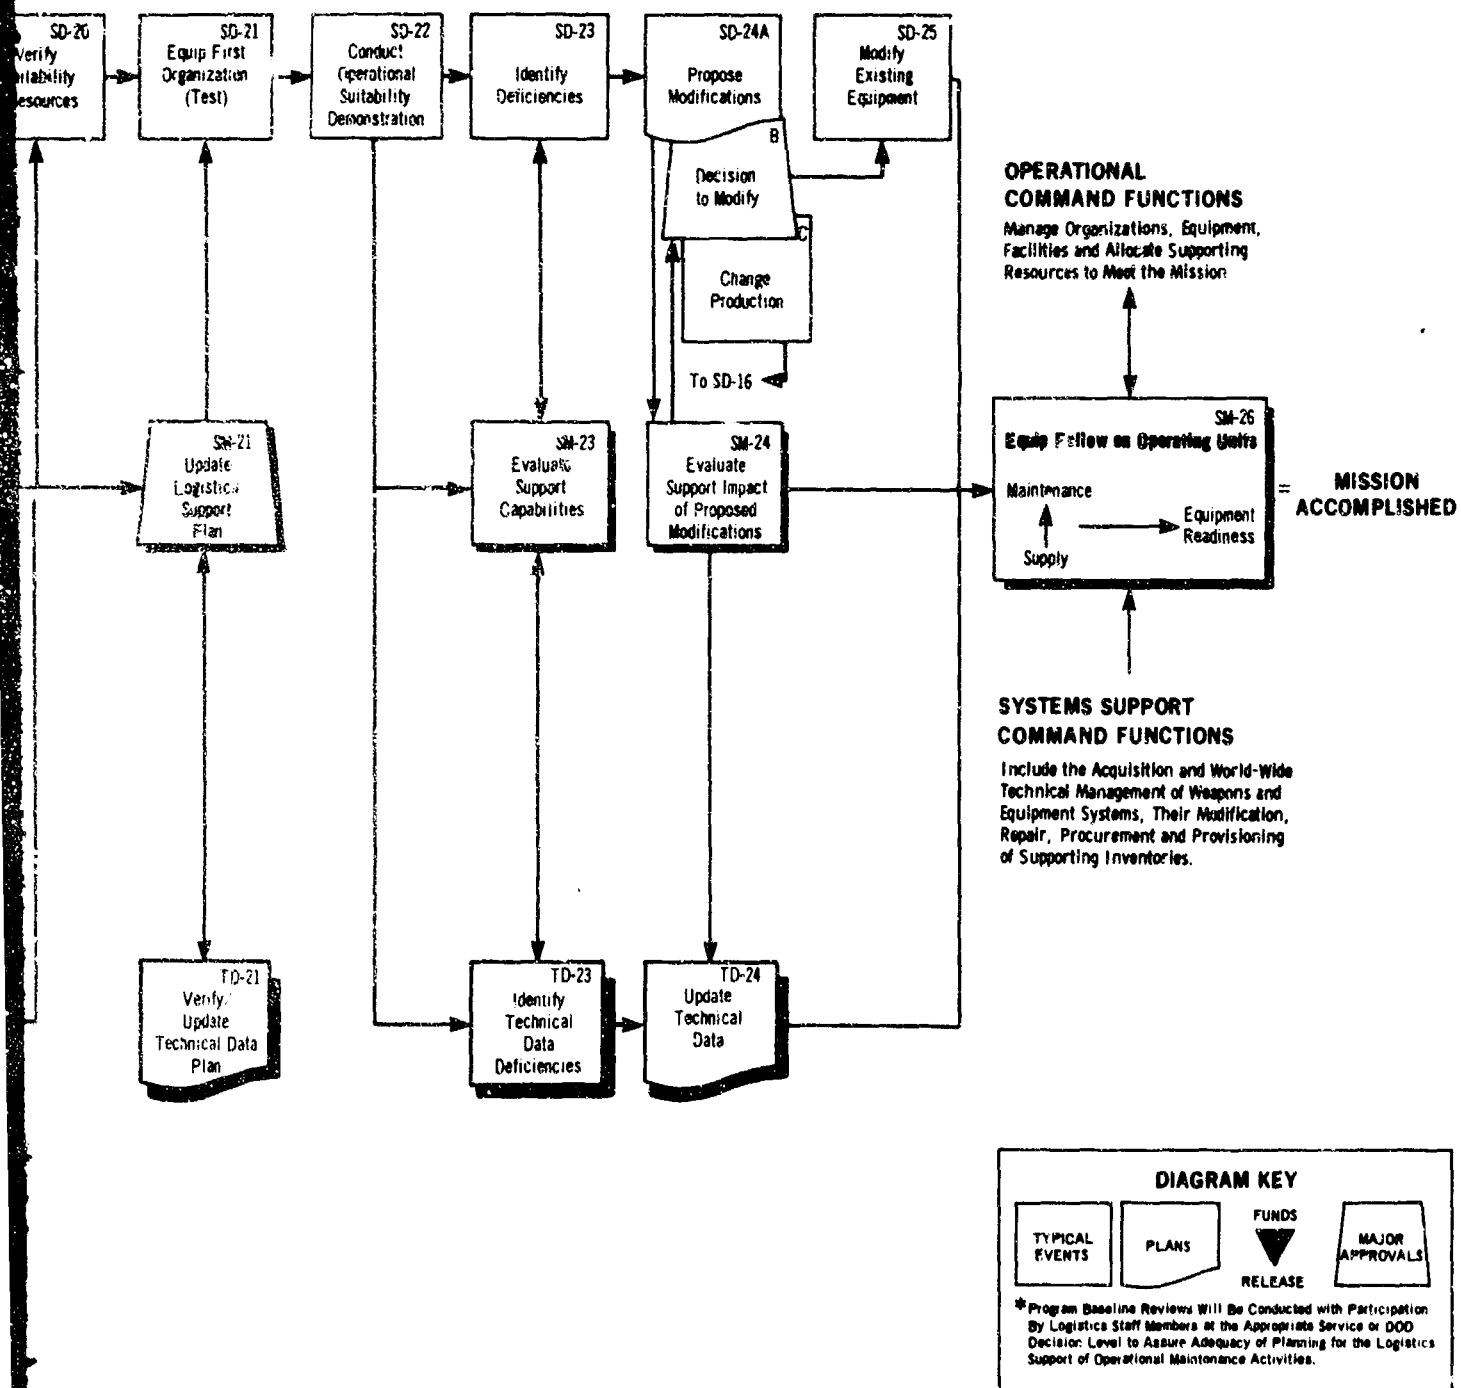 SD-20
Verify
Resources
SD-21
Equip First
Organization
(Test)
SD-22
Conduct
Operational
Suitability
Demonstration
SD-23
Identify
Deficiencies
SD-24A
Propose
Modifications
B
Decision
to Modify
C
Change
Production
To SD-16
SD-25
Modify
Existing
Equipment
OPERATIONAL
COMMAND FUNCTIONS
Manage Organizations, Equipment,
Facilities and Allocate Supporting
Resources to Meet the Mission
SM-21
Update
Logistics
Support
Plan
SM-23
Evaluate
Support
Capabilities
SM-24
Evaluate
Support Impact
of Proposed
Modifications
SM-26
Equip Follow on Operating Units
Maintenance
Supply
Equipment
Readiness
=
MISSION
ACCOMPLISHED
SYSTEMS SUPPORT
COMMAND FUNCTIONS
Include the Acquisition and World-Wide
Technical Management of Weapons and
Equipment Systems, Their Modification,
Repair, Procurement and Provisioning
of Supporting Inventories.
TD-21
Verify/
Update
Technical Data
Plan
TD-23
Identify
Technical
Data
Deficiencies
TD-24
Update
Technical
Data
DIAGRAM KEY
TYPICAL
EVENTS
PLANS
FUNDS
RELEASE
MAJOR
APPROVALS
*Program Baseline Reviews Will Be Conducted with Participation
By Logistics Staff Members at the Appropriate Service or DOD
Decision Level to Assure Adequacy of Planning for the Logistics
Support of Operational Maintonance Activities.